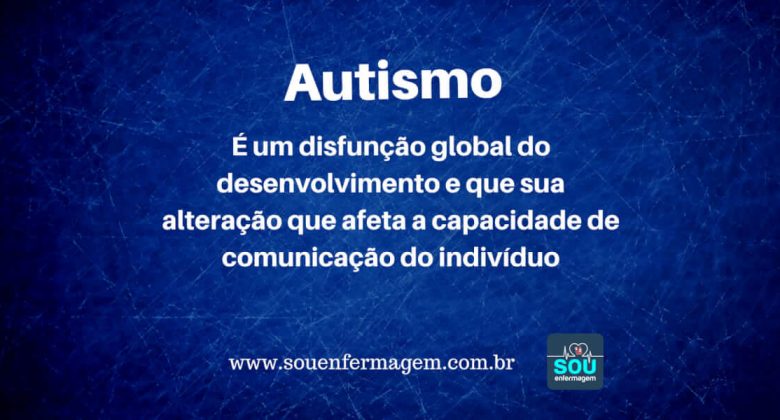 Autismo
É um disfunção global do
desenvolvimento e que sua
alteração que afeta a capacidade de
comunicação do indivíduo
www.souenfermagem.com.br
SOU
enfermagem